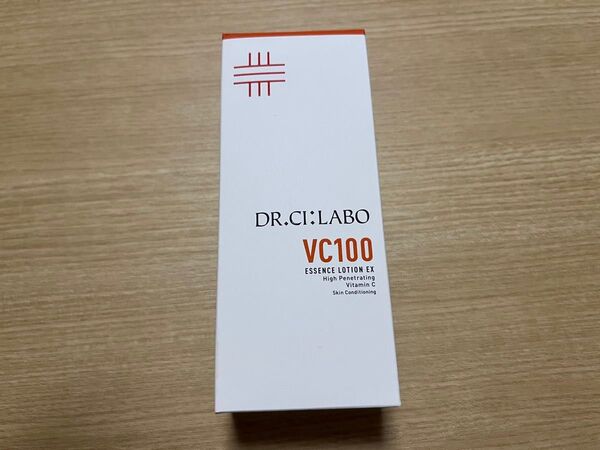 DR.CI:LABO
VC100
ESSENCE LOTION EX
High Penetrating
Vitamin C
Skin Conditioning